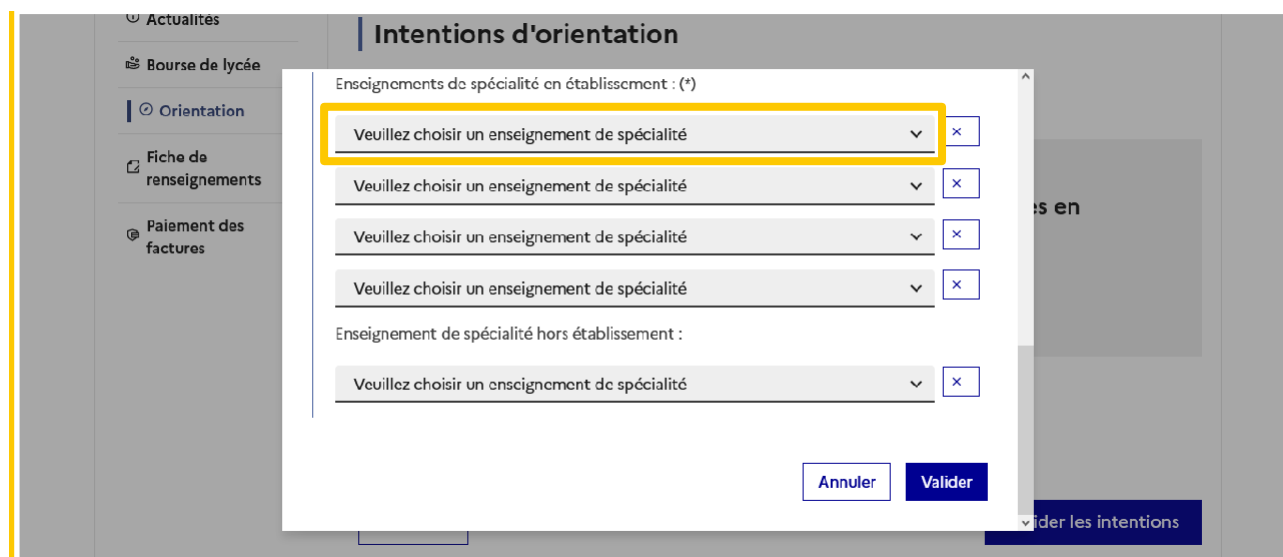 Actualités
Bourse de lycée
Orientation
Fiche de
renseignements
Paiement des
factures
Intentions d'orientation
Enseignements de spécialité en établissement : (*)
Veuillez choisir un enseignement de spécialité
Veuillez choisir un enseignement de spécialité
Veuillez choisir un enseignement de spécialité
Veuillez choisir un enseignement de spécialité
Enseignement de spécialité hors établissement :
Veuillez choisir un enseignement de spécialité
Annuler
Valider
es en
ider les intentions